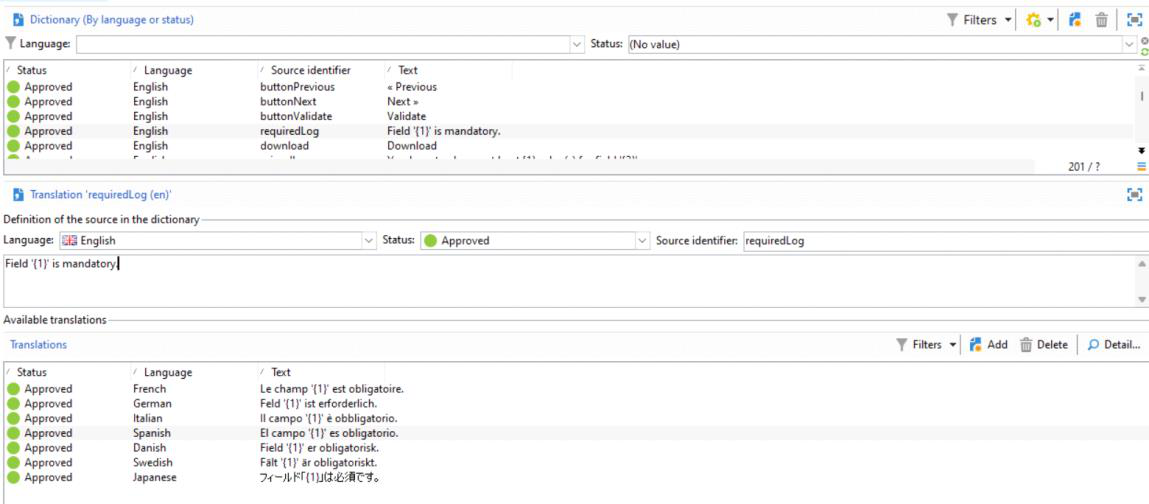 Dictionary (By language or status)
Filters
Language:
Status: (No value)
Status Language Source identifier Text
Approved English buttonPrevious « Previous
Approved English buttonNext Next »
Approved English buttonValidate Validate
Approved English requiredLog Field '{1}' is mandatory.
Approved English download Download
201 / ?
Translation 'requiredLog (en)'
Definition of the source in the dictionary
Language: English Status: Approved Source identifier: requiredLog
Field '{1}' is mandatory.
Available translations
Translations
Filters Add Delete Detail...
Status Language Text
Approved French Le champ '{1}' est obligatoire.
Approved German Feld '{1}' ist erforderlich.
Approved Italian Il campo '{1}' è obbligatorio.
Approved Spanish El campo '{1}' es obligatorio.
Approved Danish Field '{1}' er obligatorisk.
Approved Swedish Fält '{1}' är obligatoriskt.
Approved Japanese フィールド「{1}」は必須です。